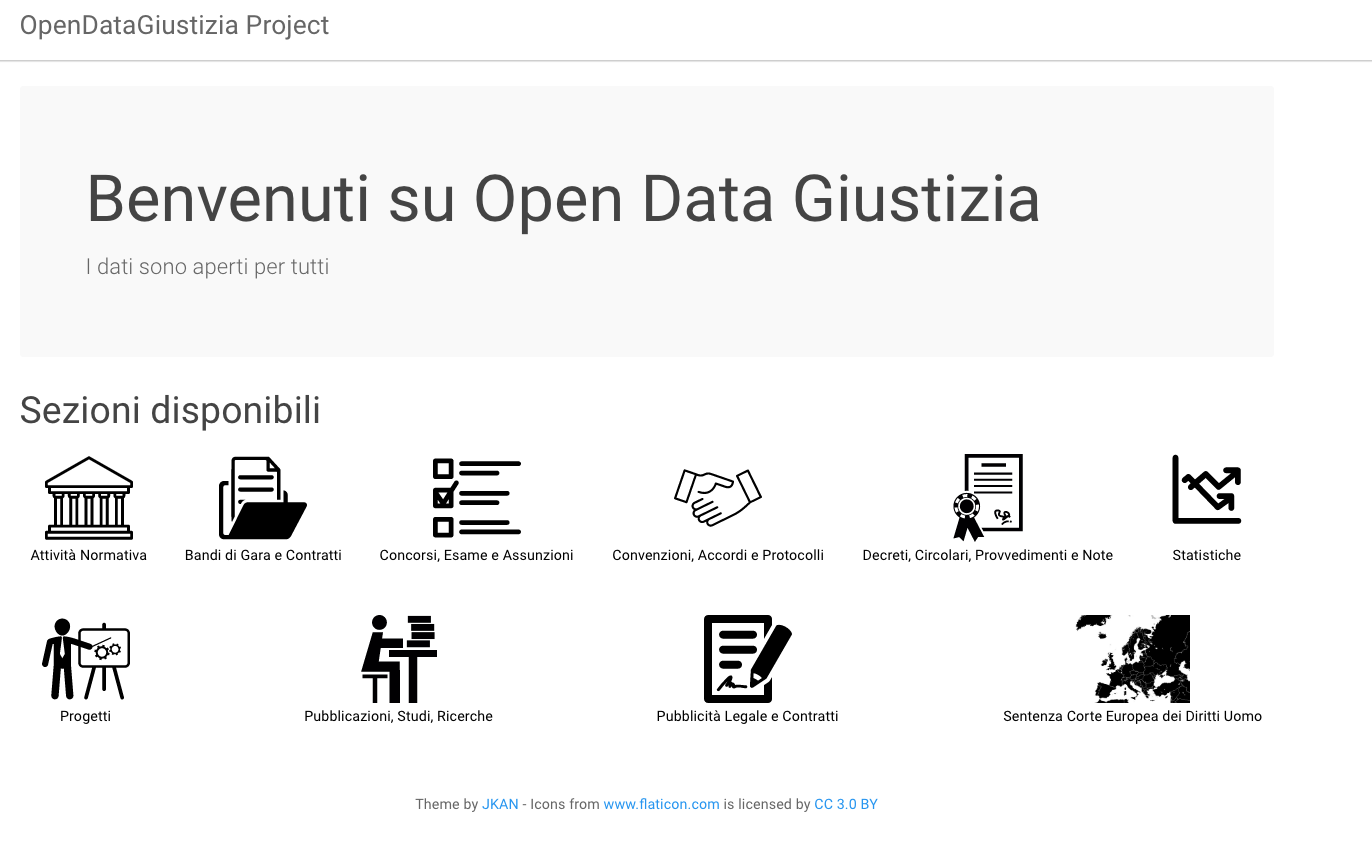 OpenDataGiustizia Project
Benvenuti su Open Data Giustizia
I dati sono aperti per tutti
Sezioni disponibili
Attività Normativa
Bandi di Gara e Contratti
Concorsi, Esame e Assunzioni
Convenzioni, Accordi e Protocolli
Decreti, Circolari, Provvedimenti e Note
Statistiche
Progetti
Pubblicazioni, Studi, Ricerche
Pubblicità Legale e Contratti
Sentenza Corte Europea dei Diritti Uomo
Theme by JKAN - Icons from www.flaticon.com is licensed by CC 3.0 BY